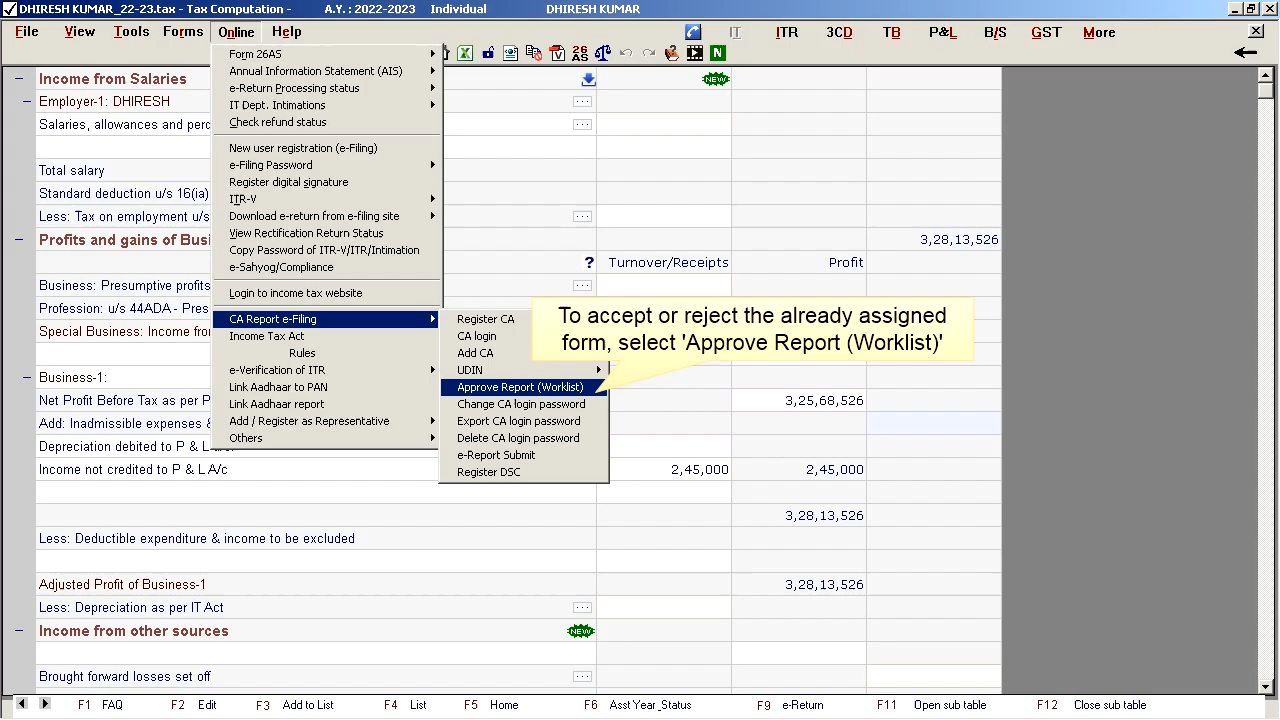 DHIRESH KUMAR_22-23.tax - Tax Computation - A.Y.: 2022-2023 Individual DHIRESH KUMAR
File View Tools Forms Online Help IT ITR 3CD TB P&L B/S GST More
26 AS N
Form 26AS
Annual Information Statement (AIS)
e-Return Processing status
IT Dept. Intimations
Check refund status
New user registration (e-Filing)
e-Filing Password
Register digital signature
ITR-V
Download e-return from e-filing site
View Rectification Return Status
Copy Password of ITR-V/ITR/Intimation
e-Sahyog/Compliance
Login to income tax website
CA Report e-Filing
Income Tax Act
Rules
e-Verification of ITR
Link Aadhaar to PAN
Link Aadhaar report
Add / Register as Representative
Others
Register CA
CA login
Add CA
UDIN
Approve Report (Worklist)
Change CA login password
Export CA login password
Delete CA login password
e-Report Submit
Register DSC
To accept or reject the already assigned
form, select 'Approve Report (Worklist)'
Income from Salaries NEW
Employer-1: DHIRESH
Salaries, allowances and perc
Total salary
Standard deduction u/s 16(ia)
Less: Tax on employment u/s
Profits and gains of Busi 3,28,13,526
? Turnover/Receipts Profit
Business: Presumptive profits
Profession: u/s 44ADA - Pres
Special Business: Income fro
Business-1:
Net Profit Before Tax as per P 3,25,68,526
Add: Inadmissible expenses &
Depreciation debited to P & L A/c
Income not credited to P & L A/c 2,45,000 2,45,000
3,28,13,526
Less: Deductible expenditure & income to be excluded
Adjusted Profit of Business-1 3,28,13,526
Less: Depreciation as per IT Act
Income from other sources NEW
Brought forward losses set off
F1 FAQ F2 Edit F3 Add to List F4 List F5 Home F6 Asst Year _Status F9 e-Return F11 Open sub table F12 Close sub table